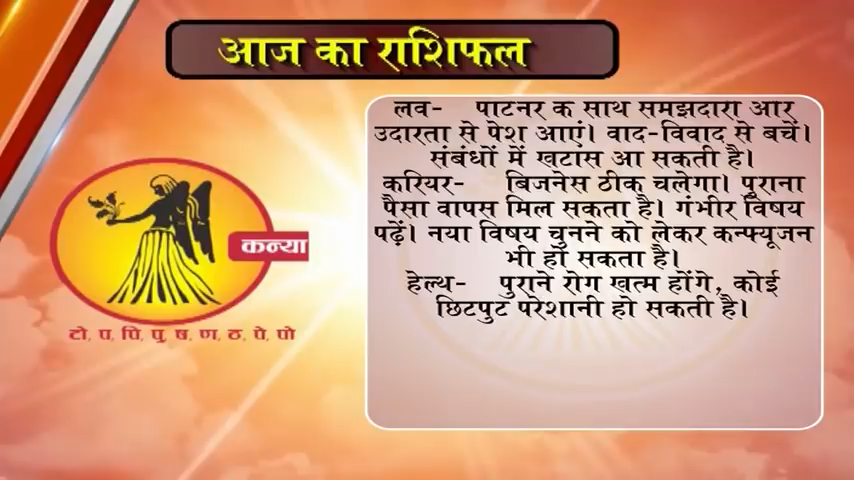 आज का राशिफल
लव- पाटनर क साथ समझदारी और
उदारता से पेश आएं। वाद-विवाद से बचें।
संबंधों में खटास आ सकती है।
करियर- बिजनेस ठीक चलेगा। पुराना
पैसा वापस मिल सकता है। गंभीर विषय
पढ़ें। नया विषय चुनने को लेकर कन्फ्यूजन
भी हो सकता है।
हेल्थ- पुराने रोग खत्म होंगे, कोई
छिटपुट परेशानी हो सकती है।
कन्या
टो, प, पि, पु, ष, ण, ठ, पे, पो